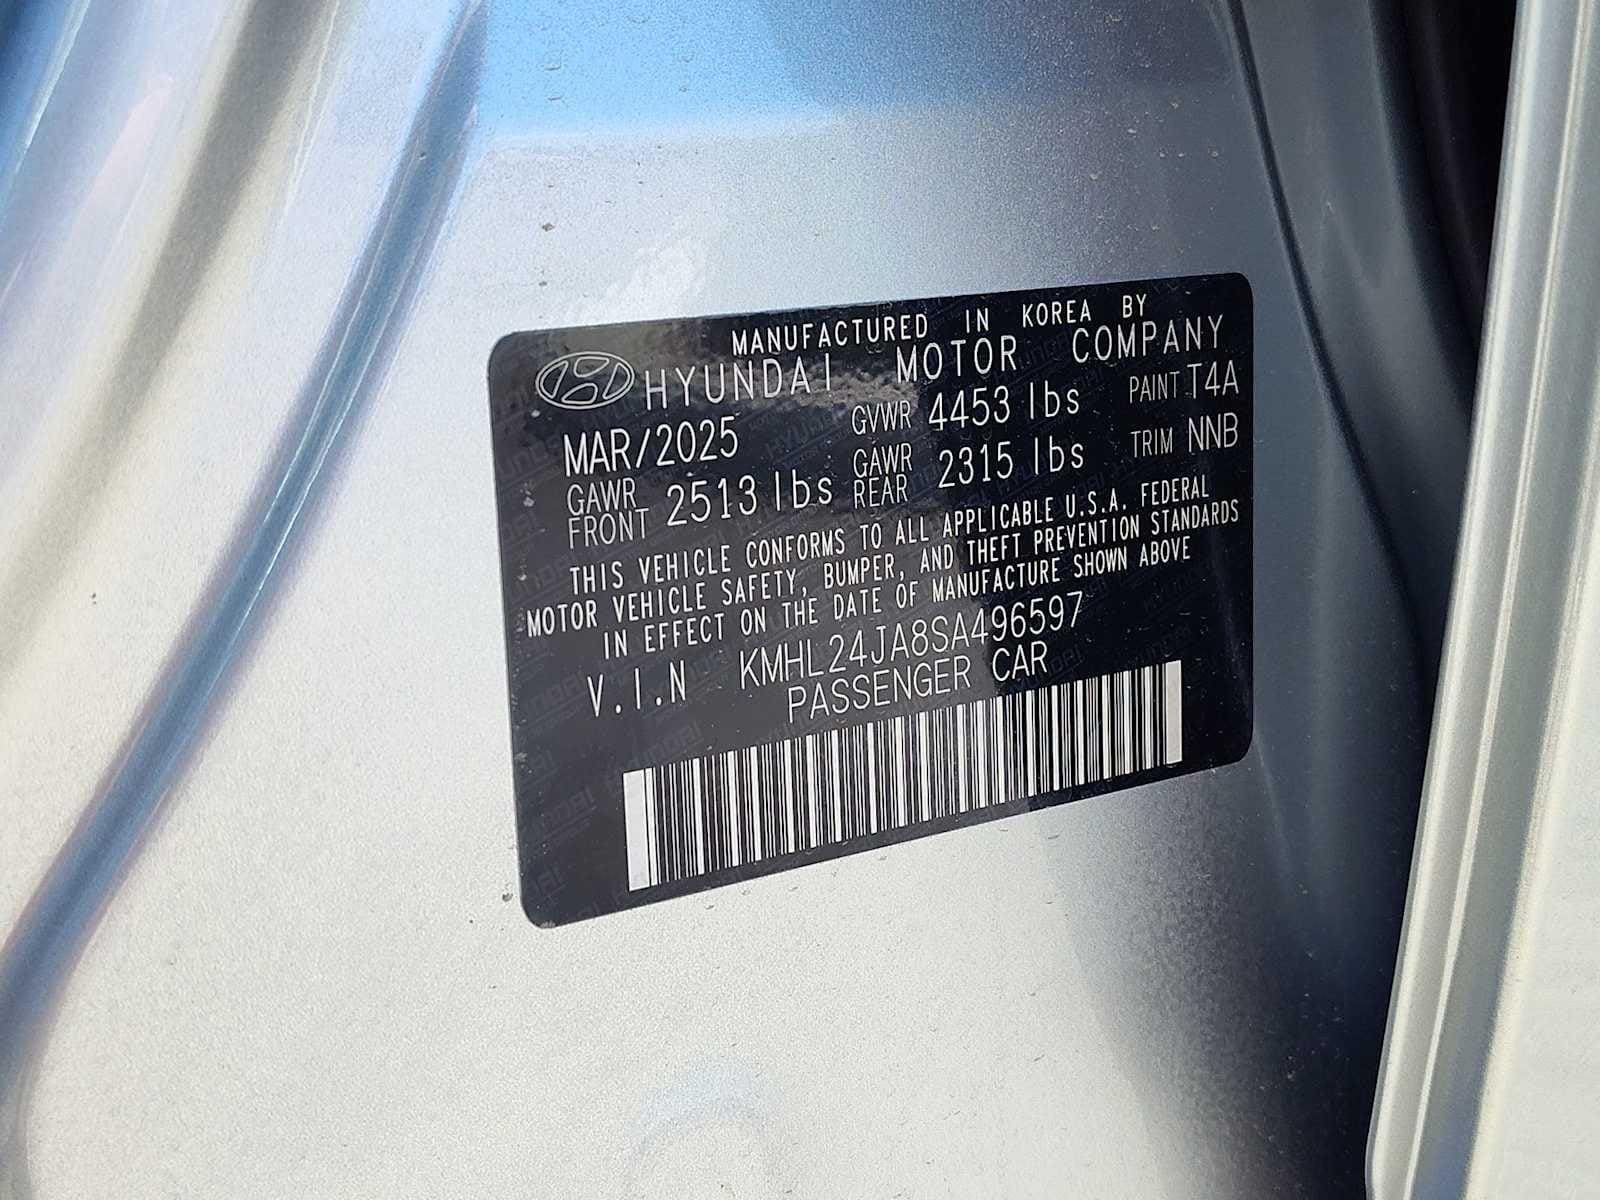 MANUFACTURED IN KOREA BY
HYUNDAI MOTOR COMPANY
MAR/2025 GVWR 4453 lbs PAINT T4A
GAWR FRONT 2513 lbs GAWR REAR 2315 lbs TRIM NNB
THIS VEHICLE CONFORMS TO ALL APPLICABLE U.S.A. FEDERAL
MOTOR VEHICLE SAFETY, BUMPER, AND THEFT PREVENTION STANDARDS
IN EFFECT ON THE DATE OF MANUFACTURE SHOWN ABOVE
V.I.N KMHL24JA8SA496597
PASSENGER CAR